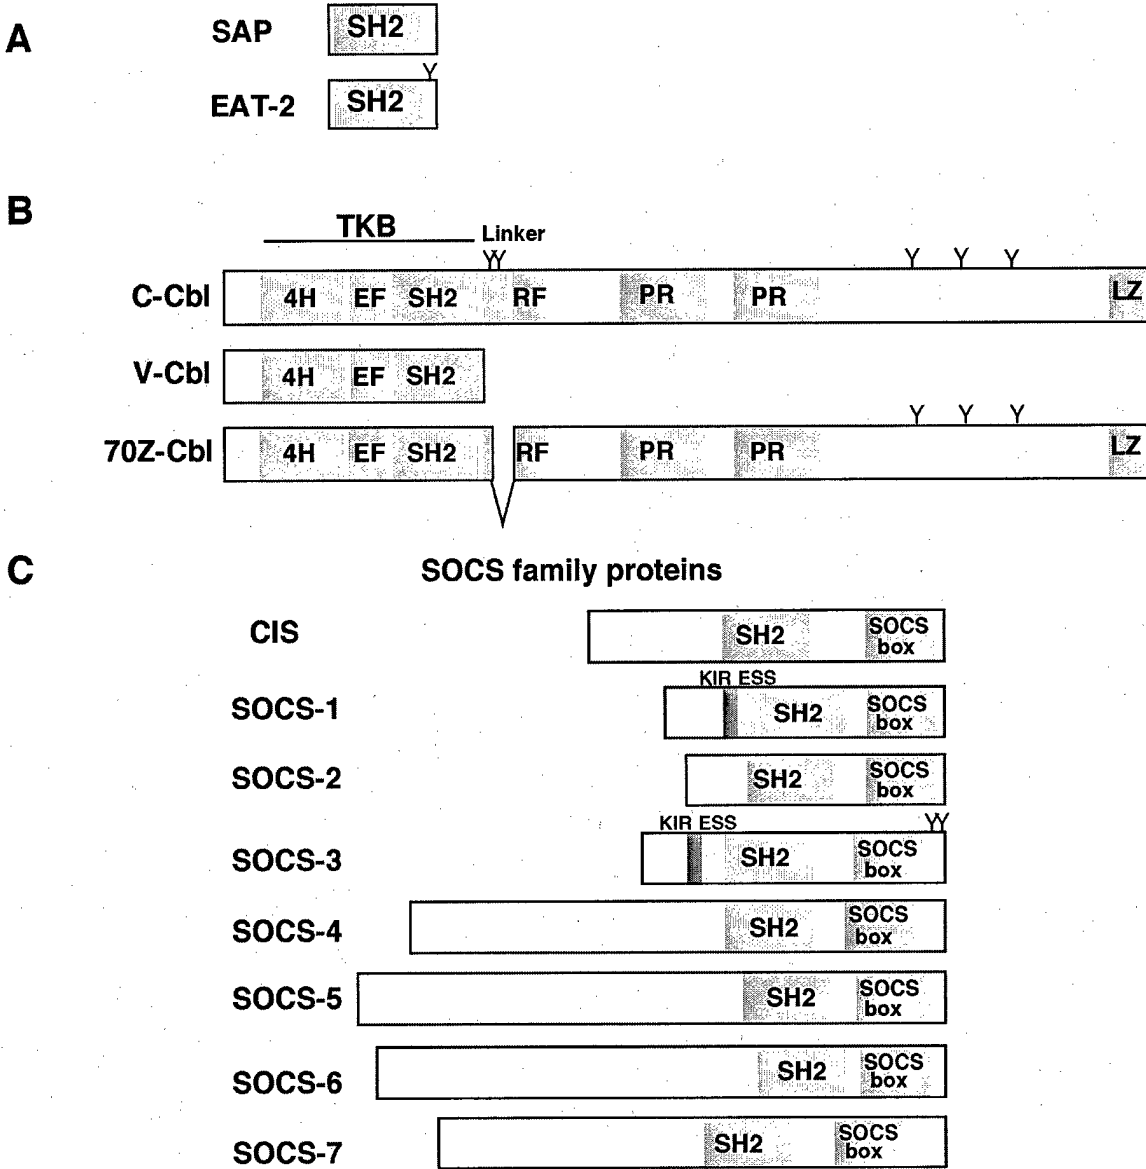 A
SAP
SH2
Y
EAT-2
SH2
B
TKB
Linker
YY
Y Y Y
C-Cbl
4H EF SH2 RF PR PR LZ
V-Cbl
4H EF SH2
Y Y Y
70Z-Cbl
4H EF SH2 RF PR PR LZ
C
SOCS family proteins
CIS
SH2
SOCS
box
KIR ESS
SOCS-1
SH2
SOCS
box
SOCS-2
SH2
SOCS
box
KIR ESS
YY
SOCS-3
SH2
SOCS
box
SOCS-4
SH2
SOCS
box
SOCS-5
SH2
SOCS
box
SOCS-6
SH2
SOCS
box
SOCS-7
SH2
SOCS
box